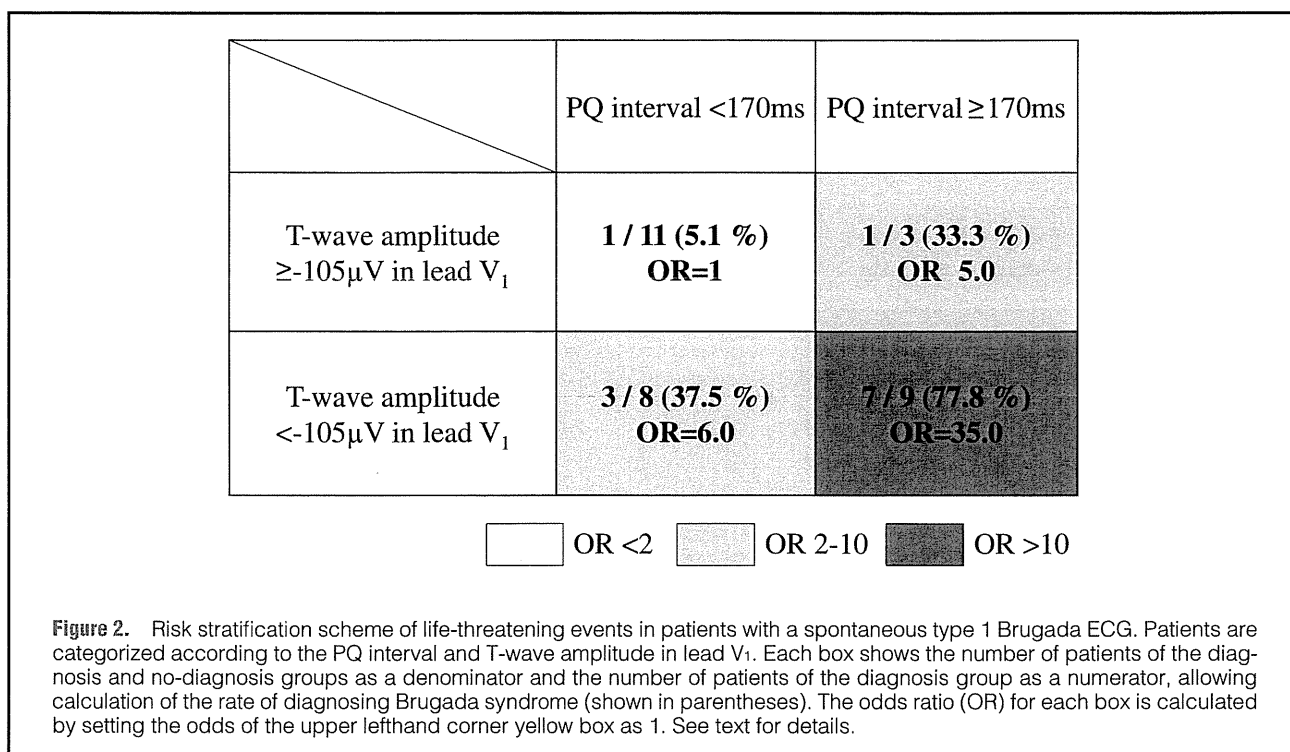 PQ interval <170ms PQ interval ≥170ms
T-wave amplitude
≥-105μV in lead V1
1 / 11 (5.1 %)
OR=1
1 / 3 (33.3 %)
OR 5.0
T-wave amplitude
<-105μV in lead V1
3 / 8 (37.5 %)
OR=6.0
7 / 9 (77.8 %)
OR=35.0
OR <2 OR 2-10 OR >10
Figure 2. Risk stratification scheme of life-threatening events in patients with a spontaneous type 1 Brugada ECG. Patients are
categorized according to the PQ interval and T-wave amplitude in lead V1. Each box shows the number of patients of the diag-
nosis and no-diagnosis groups as a denominator and the number of patients of the diagnosis group as a numerator, allowing
calculation of the rate of diagnosing Brugada syndrome (shown in parentheses). The odds ratio (OR) for each box is calculated
by setting the odds of the upper lefthand corner yellow box as 1. See text for details.